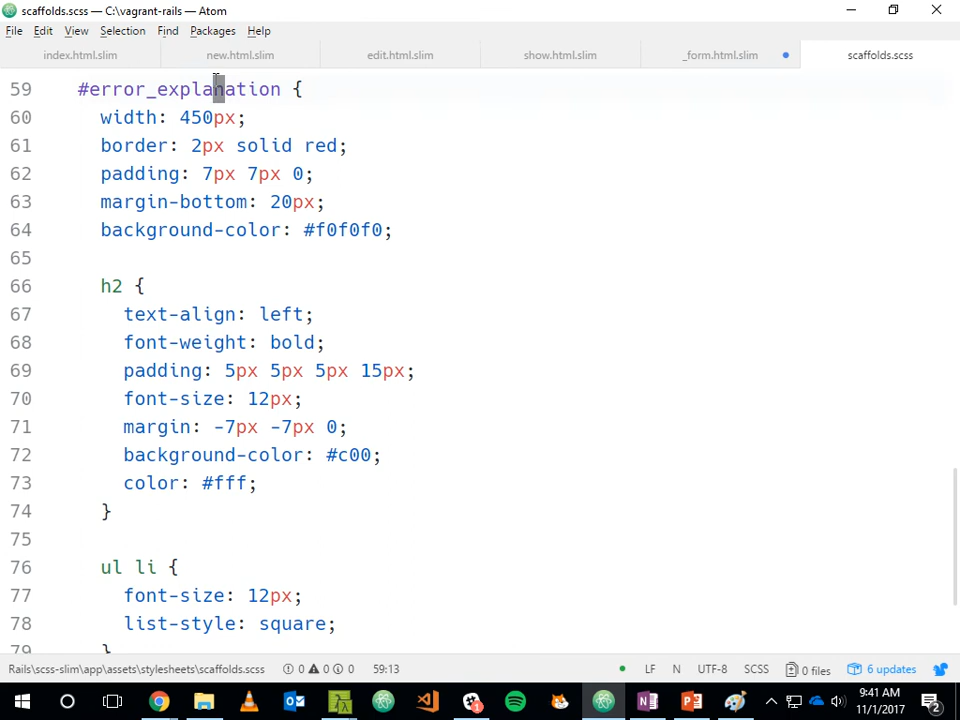 scaffolds.scss — C:\vagrant-rails — Atom
File Edit View Selection Find Packages Help
index.html.slim new.html.slim edit.html.slim show.html.slim _form.html.slim scaffolds.scss
59 #error_explanation {
60 width: 450px;
61 border: 2px solid red;
62 padding: 7px 7px 0;
63 margin-bottom: 20px;
64 background-color: #f0f0f0;
65
66 h2 {
67 text-align: left;
68 font-weight: bold;
69 padding: 5px 5px 5px 15px;
70 font-size: 12px;
71 margin: -7px -7px 0;
72 background-color: #c00;
73 color: #fff;
74 }
75
76 ul li {
77 font-size: 12px;
78 list-style: square;
79 }
Rails\scss-slim\app\assets\stylesheets\scaffolds.scss 0 0 0 59:13 LF N UTF-8 SCSS 0 files 6 updates
9:41 AM
11/1/2017
2